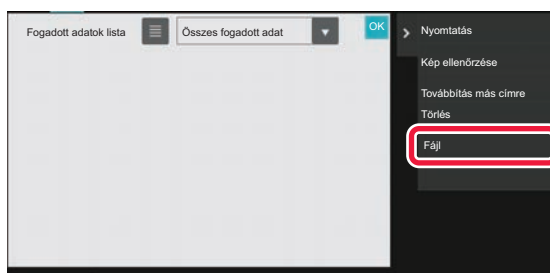 Fogadott adatok lista Összes fogadott adat OK
Nyomtatás
Kép ellenőrzése
Továbbítás más címre
Törlés
Fájl